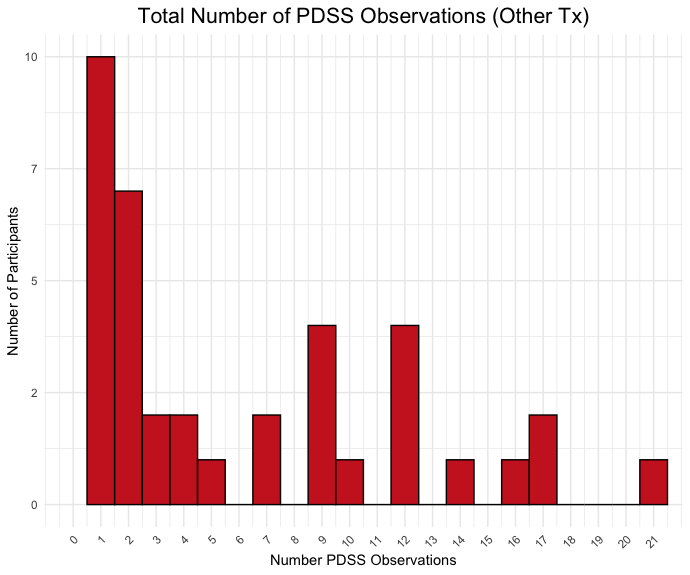 Total Number of PDSS Observations (Other Tx)
Number of Participants
10
7
5
2
0
0 1 2 3 4 5 6 7 8 9 10 11 12 13 14 15 16 17 18 19 20 21
Number PDSS Observations